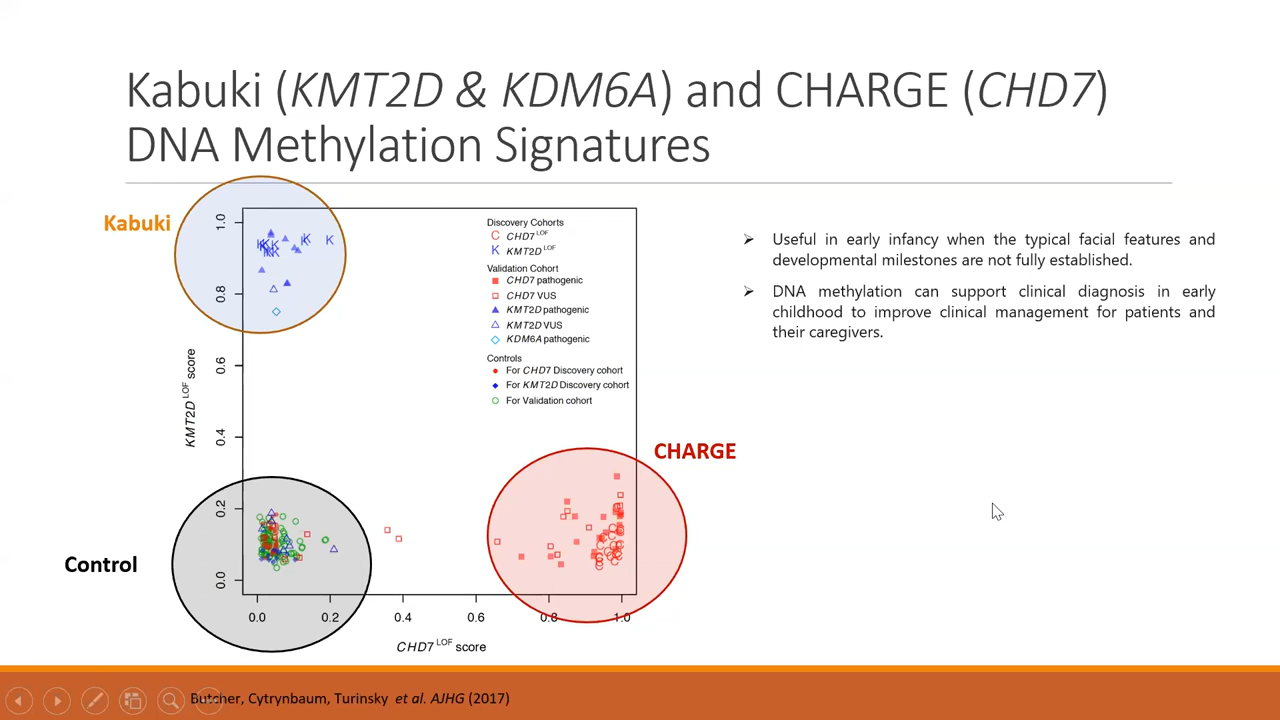 Kabuki (KMT2D & KDM6A) and CHARGE (CHD7)
DNA Methylation Signatures
Kabuki
CHARGE
Control
KMT2D LOF score
1.0
0.8
0.6
0.4
0.2
0.0
0.0 0.2 0.4 0.6 0.8 1.0
CHD7 LOF score
Discovery Cohorts
C CHD7 LOF
K KMT2D LOF
Validation Cohort
CHD7 pathogenic
CHD7 VUS
KMT2D pathogenic
KMT2D VUS
KDM6A pathogenic
Controls
For CHD7 Discovery cohort
For KMT2D Discovery cohort
For Validation cohort
Useful in early infancy when the typical facial features and
developmental milestones are not fully established.
DNA methylation can support clinical diagnosis in early
childhood to improve clinical management for patients and
their caregivers.
Butcher, Cytrynbaum, Turinsky et al. AJHG (2017)